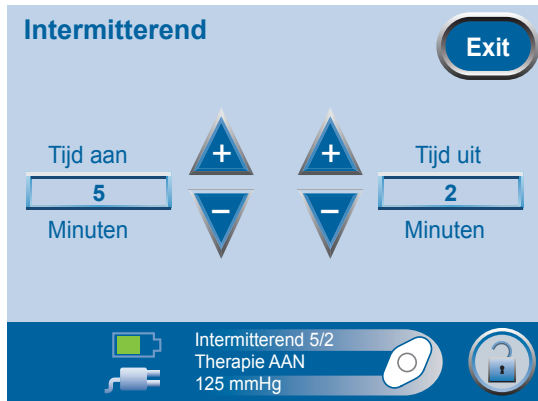 Intermitterend
Exit
+ +
Tijd aan
Tijd uit
5
2
– –
Minuten
Minuten
Intermitterend 5/2
Therapie AAN
125 mmHg